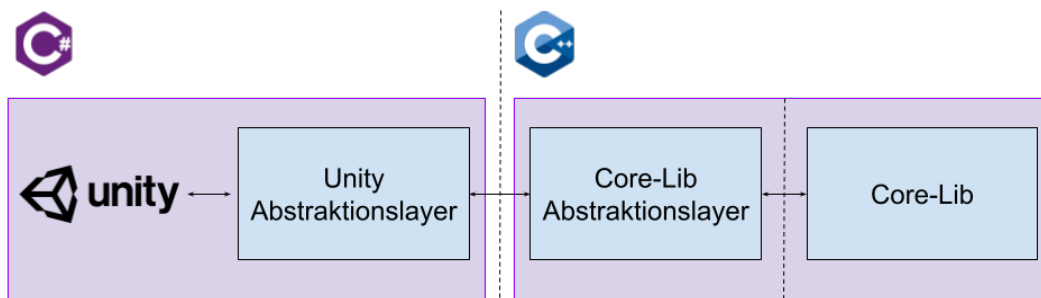 C#
C++
unity
Unity
Abstraktionslayer
Core-Lib
Abstraktionslayer
Core-Lib